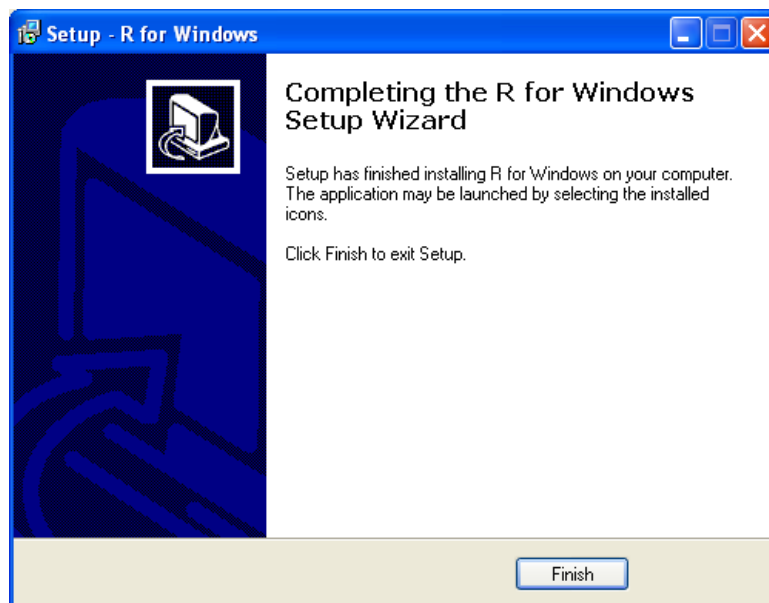 Setup - R for Windows
Completing the R for Windows
Setup Wizard
Setup has finished installing R for Windows on your computer.
The application may be launched by selecting the installed
icons.
Click Finish to exit Setup.
Finish